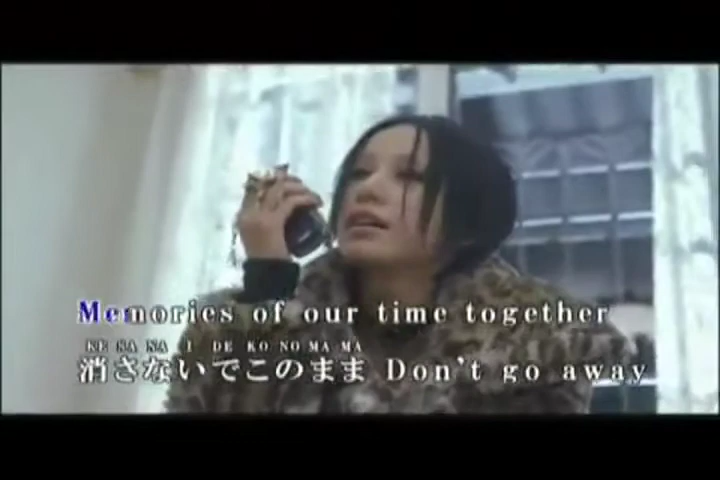 Memories of our time together
KE SA NA I DE KO NO MA MA
消さないでこのまま Don't go away